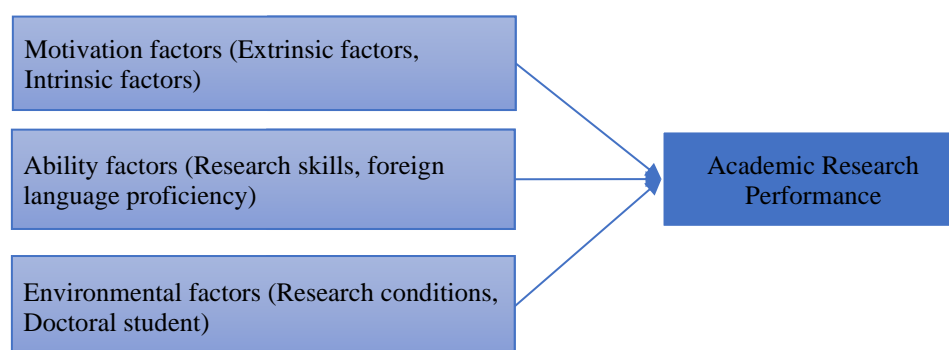 Motivation factors (Extrinsic factors,
Intrinsic factors)
Ability factors (Research skills, foreign
language proficiency)
Academic Research
Performance
Environmental factors (Research conditions,
Doctoral student)